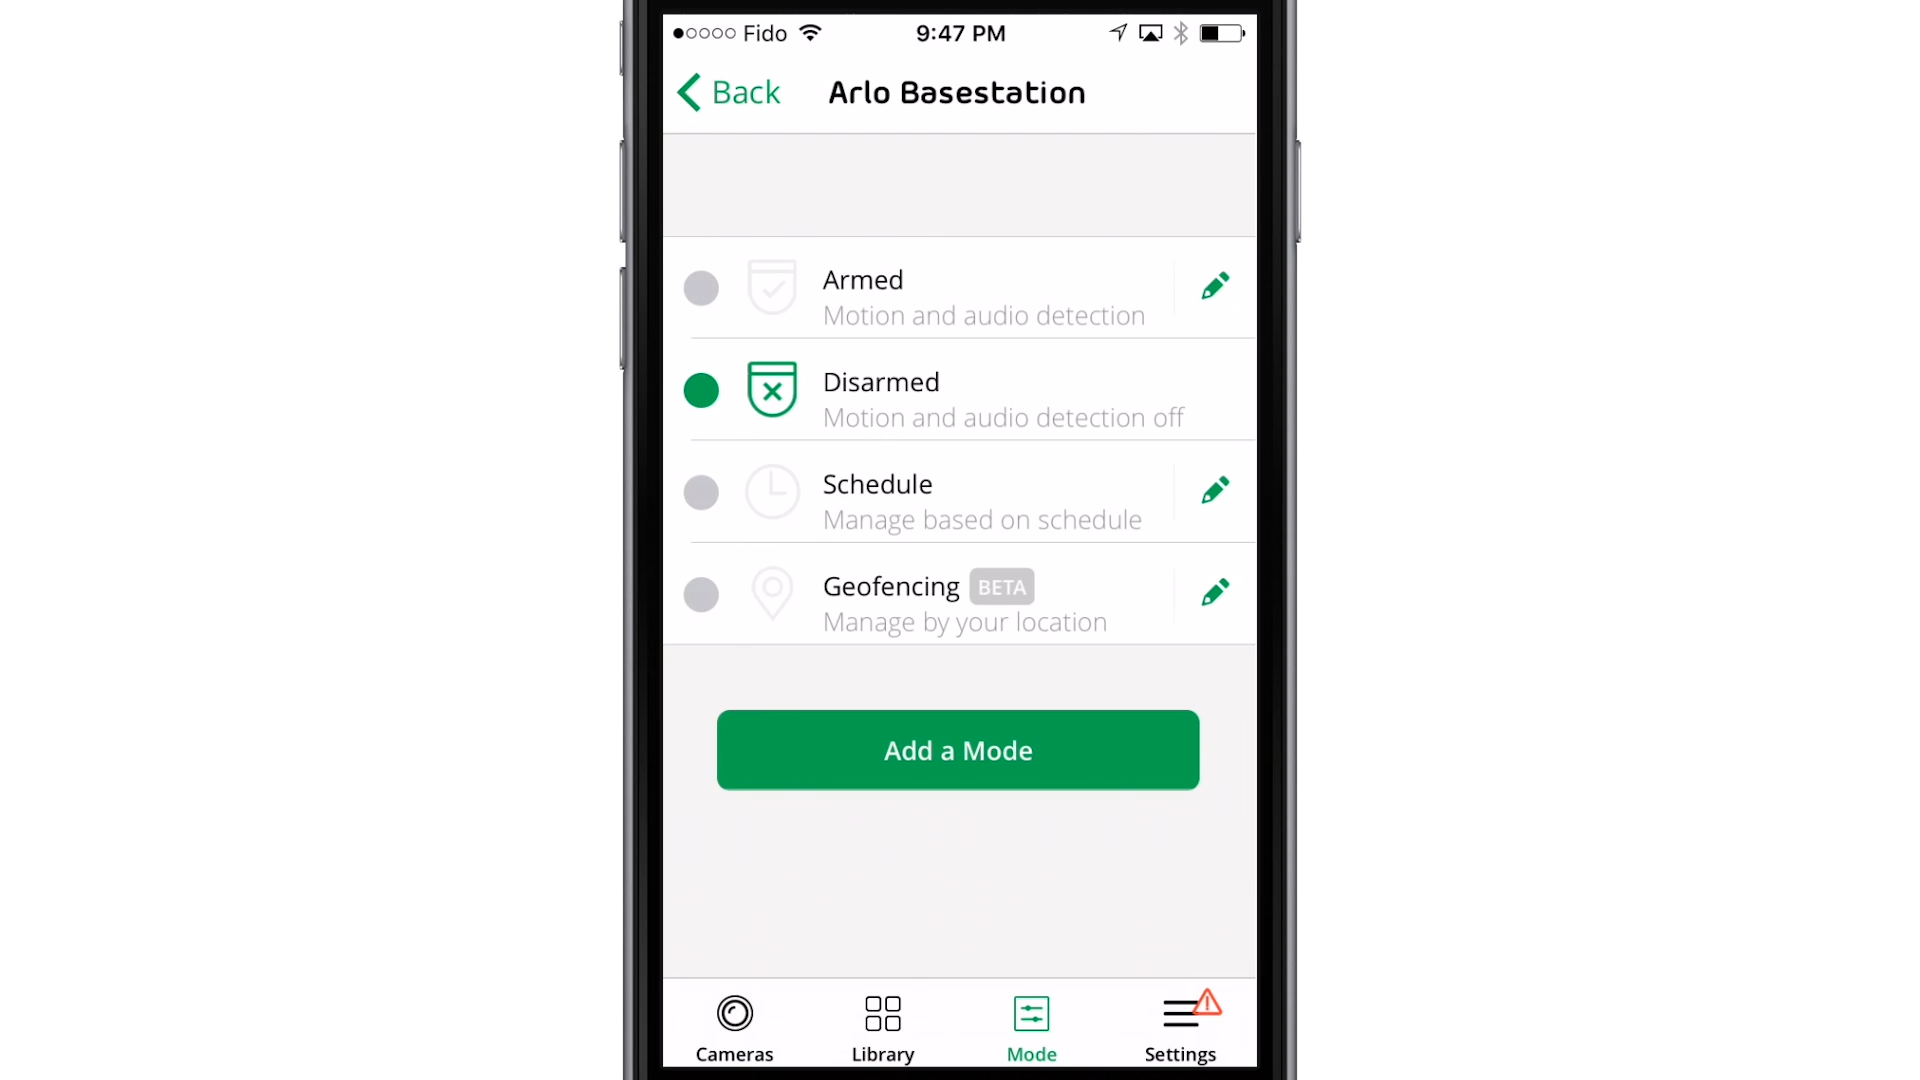 Fido 9:47 PM
Back Arlo Basestation
Armed
Motion and audio detection
Disarmed
Motion and audio detection off
Schedule
Manage based on schedule
Geofencing BETA
Manage by your location
Add a Mode
Cameras Library Mode Settings